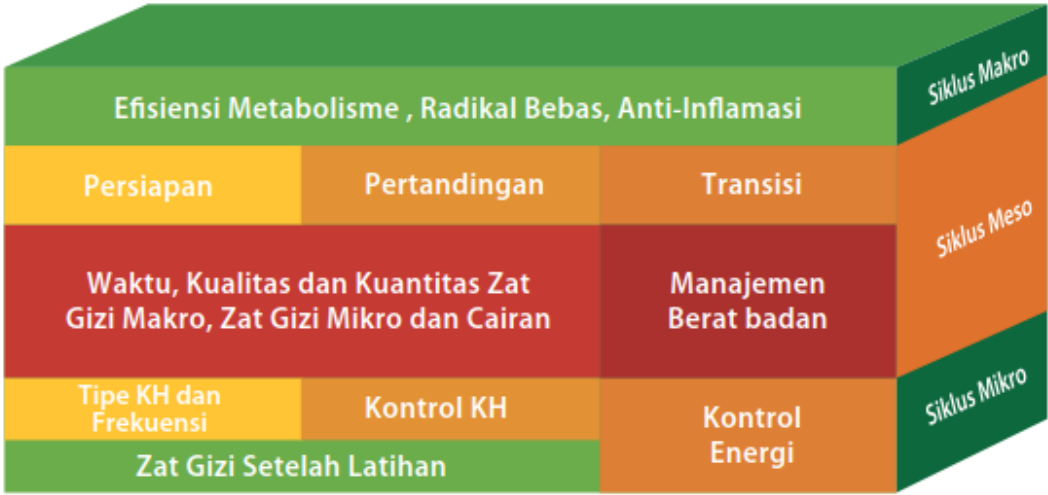 Efisiensi Metabolisme , Radikal Bebas, Anti-Inflamasi
Siklus Makro
Persiapan
Pertandingan
Transisi
Siklus Meso
Waktu, Kualitas dan Kuantitas Zat
Gizi Makro, Zat Gizi Mikro dan Cairan
Manajemen
Berat badan
Tipe KH dan
Frekuensi
Kontrol KH
Kontrol
Energi
Siklus Mikro
Zat Gizi Setelah Latihan